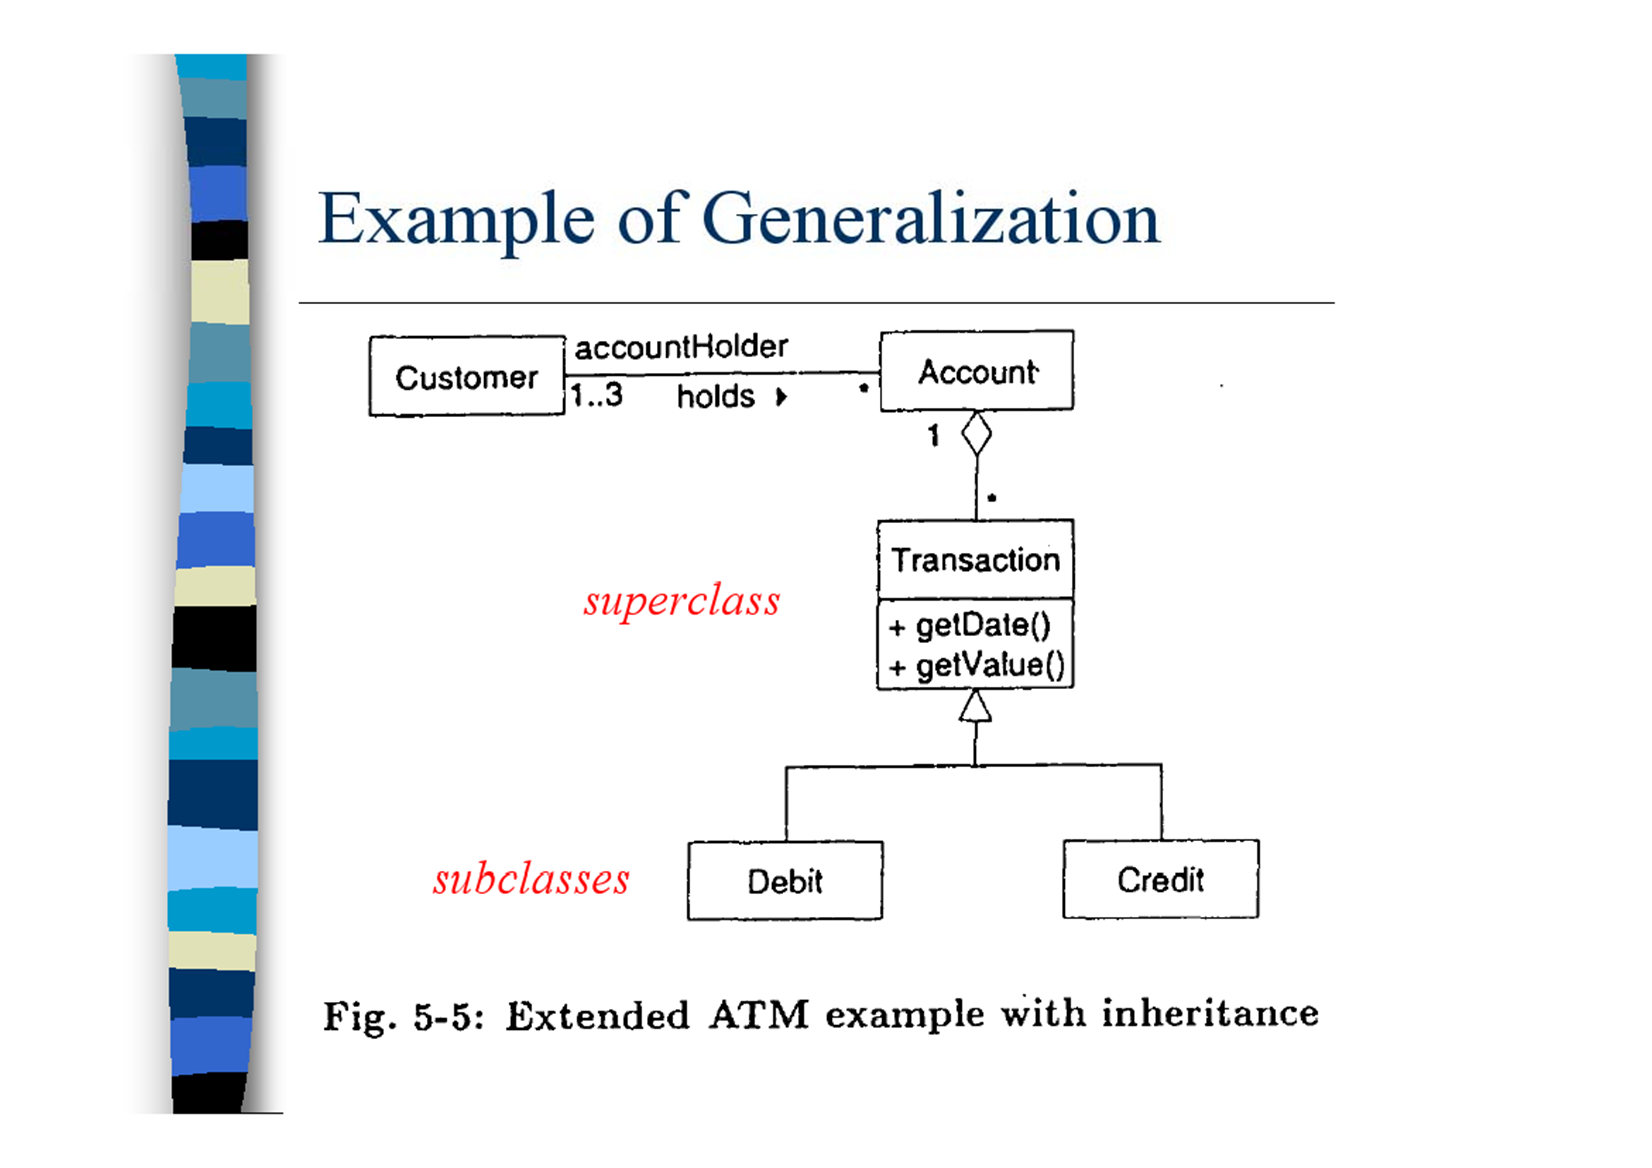 Example of Generalization
accountHolder
Customer
Account
1..3 holds ▶ *
1
*
Transaction
superclass
+ getDate()
+ getValue()
subclasses
Debit
Credit
Fig. 5-5: Extended ATM example with inheritance